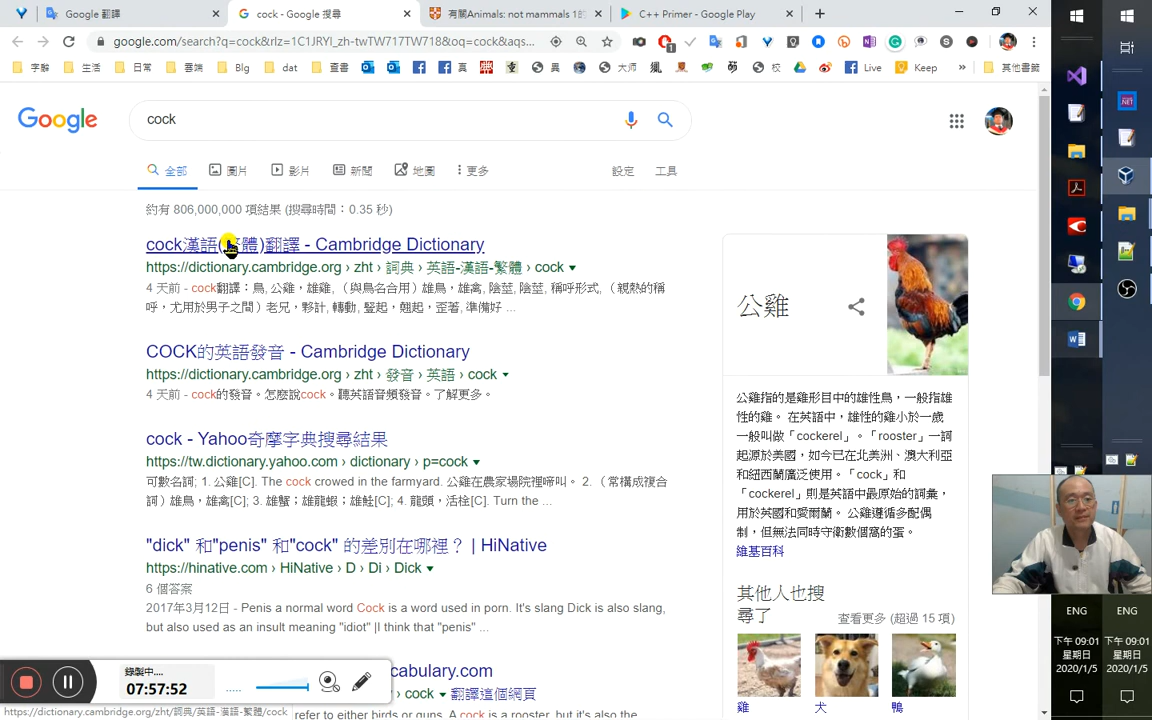 Google 翻譯
cock - Google 搜尋
有關Animals: not mammals 1的
C++ Primer - Google Play
google.com/search?q=cock&rlz=1C1JRYI_zh-twTW717TW718&oq=cock&aqs...
字辭
生活
日常
雲端
Blg
dat
查書
真
異
大师
校
Live
Keep
»
其他書籤
Google
cock
全部
圖片
影片
新聞
地圖
更多
設定
工具
約有 806,000,000 項結果 (搜尋時間：0.35 秒)
cock漢語(繁體)翻譯 - Cambridge Dictionary
https://dictionary.cambridge.org › zht › 詞典 › 英語-漢語-繁體 › cock
4 天前 - cock翻譯：鳥, 公雞，雄雞, （與鳥名合用）雄鳥，雄禽, 陰莖, 陰莖, 稱呼形式, （親熱的稱
呼，尤用於男子之間）老兄，夥計, 轉動, 豎起，翹起，歪著, 準備好 ...
COCK的英語發音 - Cambridge Dictionary
https://dictionary.cambridge.org › zht › 發音 › 英語 › cock
4 天前 - cock的發音。怎麽說cock。聽英語音頻發音。了解更多。
cock - Yahoo奇摩字典搜尋結果
https://tw.dictionary.yahoo.com › dictionary › p=cock
可數名詞; 1. 公雞[C]. The cock crowed in the farmyard. 公雞在農家場院裡啼叫。 2. （常構成複合
詞）雄鳥，雄禽[C]; 3. 雄蟹；雄龍蝦；雄鮭[C]; 4. 龍頭，活栓[C]. Turn the ...
"dick" 和"penis" 和"cock" 的差別在哪裡？ | HiNative
https://hinative.com › HiNative › D › Di › Dick
6 個答案
2017年3月12日 - Penis a normal word Cock is a word used in porn. It's slang Dick is also slang,
but also used as an insult meaning "idiot" |I think that "penis" ...
cabulary.com
› cock 翻譯這個網頁
refer to either birds or guns. A cock is a rooster, but it's also the
公雞
公雞指的是雞形目中的雄性鳥，一般指雄
性的雞。 在英語中，雄性的雞小於一歲
一般叫做「cockerel」。「rooster」一詞
起源於美國，如今已在北美洲、澳大利亞
和紐西蘭廣泛使用。「cock」和
「cockerel」則是英語中最原始的詞彙，
用於英國和愛爾蘭。 公雞遵循多配偶
制，但無法同時守衛數個窩的蛋。
維基百科
其他人也搜
尋了
查看更多 (超過 15 項)
雞
犬
鴨
錄製中....
07:57:52
.....
https://dictionary.cambridge.org/zht/詞典/英語-漢語-繁體/cock
ENG
下午 09:01
星期日
2020/1/5
ENG
下午 09:01
星期日
2020/1/5